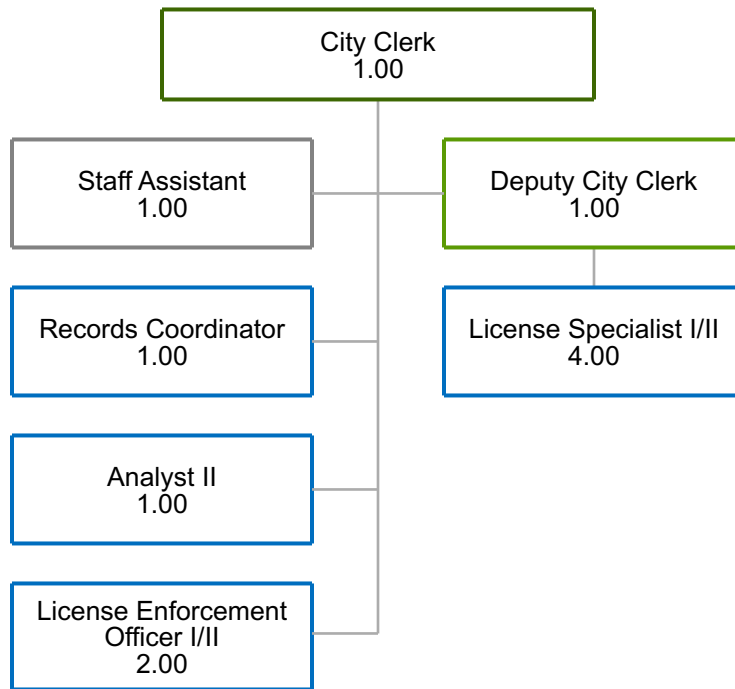 City Clerk
1.00
Staff Assistant
1.00
Deputy City Clerk
1.00
Records Coordinator
1.00
License Specialist I/II
4.00
Analyst II
1.00
License Enforcement
Officer I/II
2.00